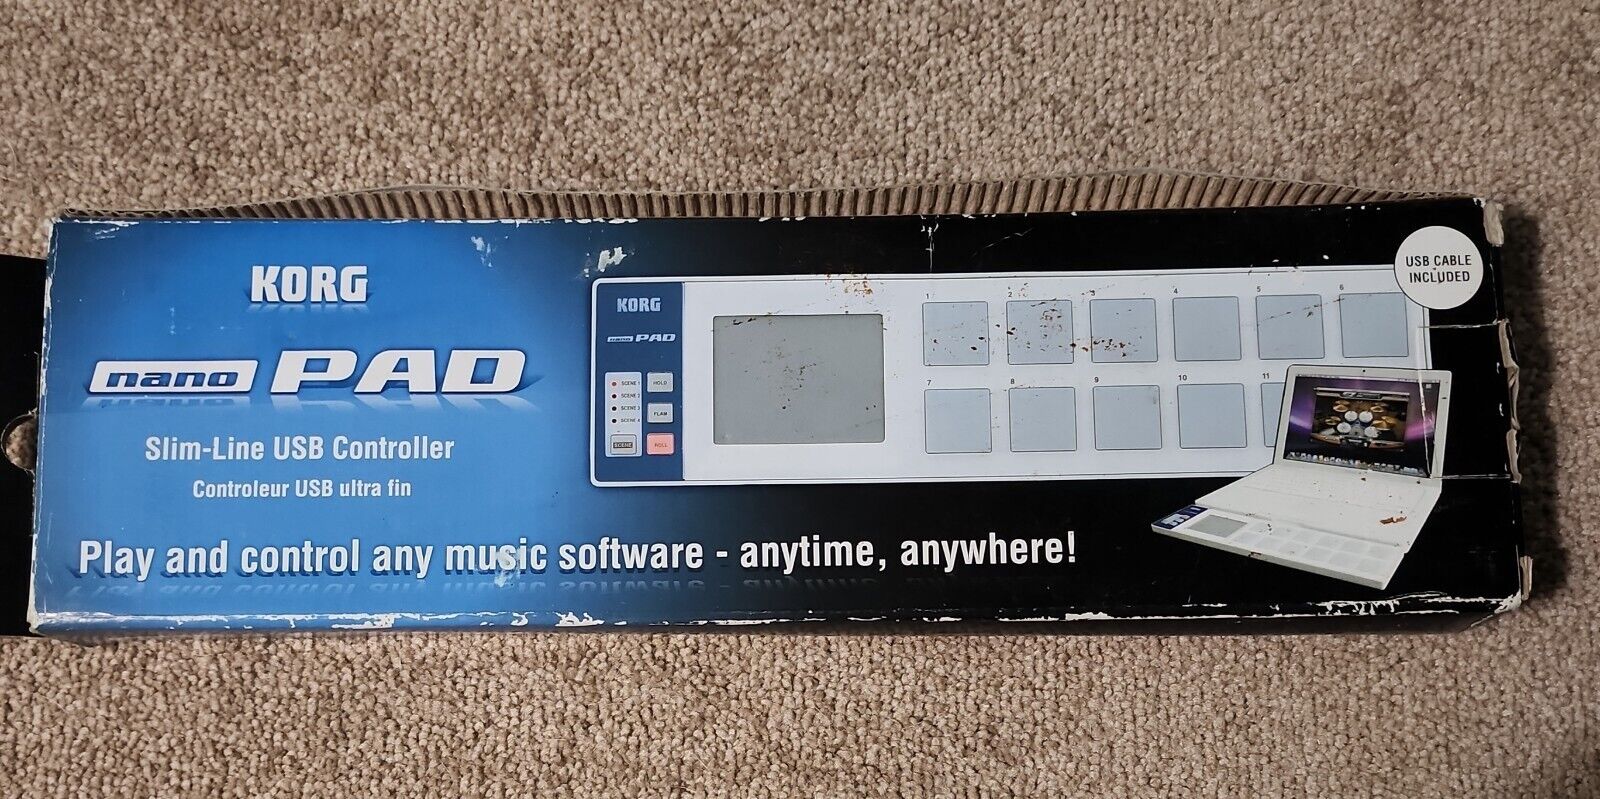 KORG
nano PAD
Slim-Line USB Controller
Controleur USB ultra fin
Play and control any music software - anytime, anywhere!
KORG
nano PAD
SCENE 1
SCENE 2
SCENE 3
SCENE 4
HOLD
FLAM
SCENE
ROLL
1 2 3 4 5 6
7 8 9 10 11
USB CABLE
INCLUDED